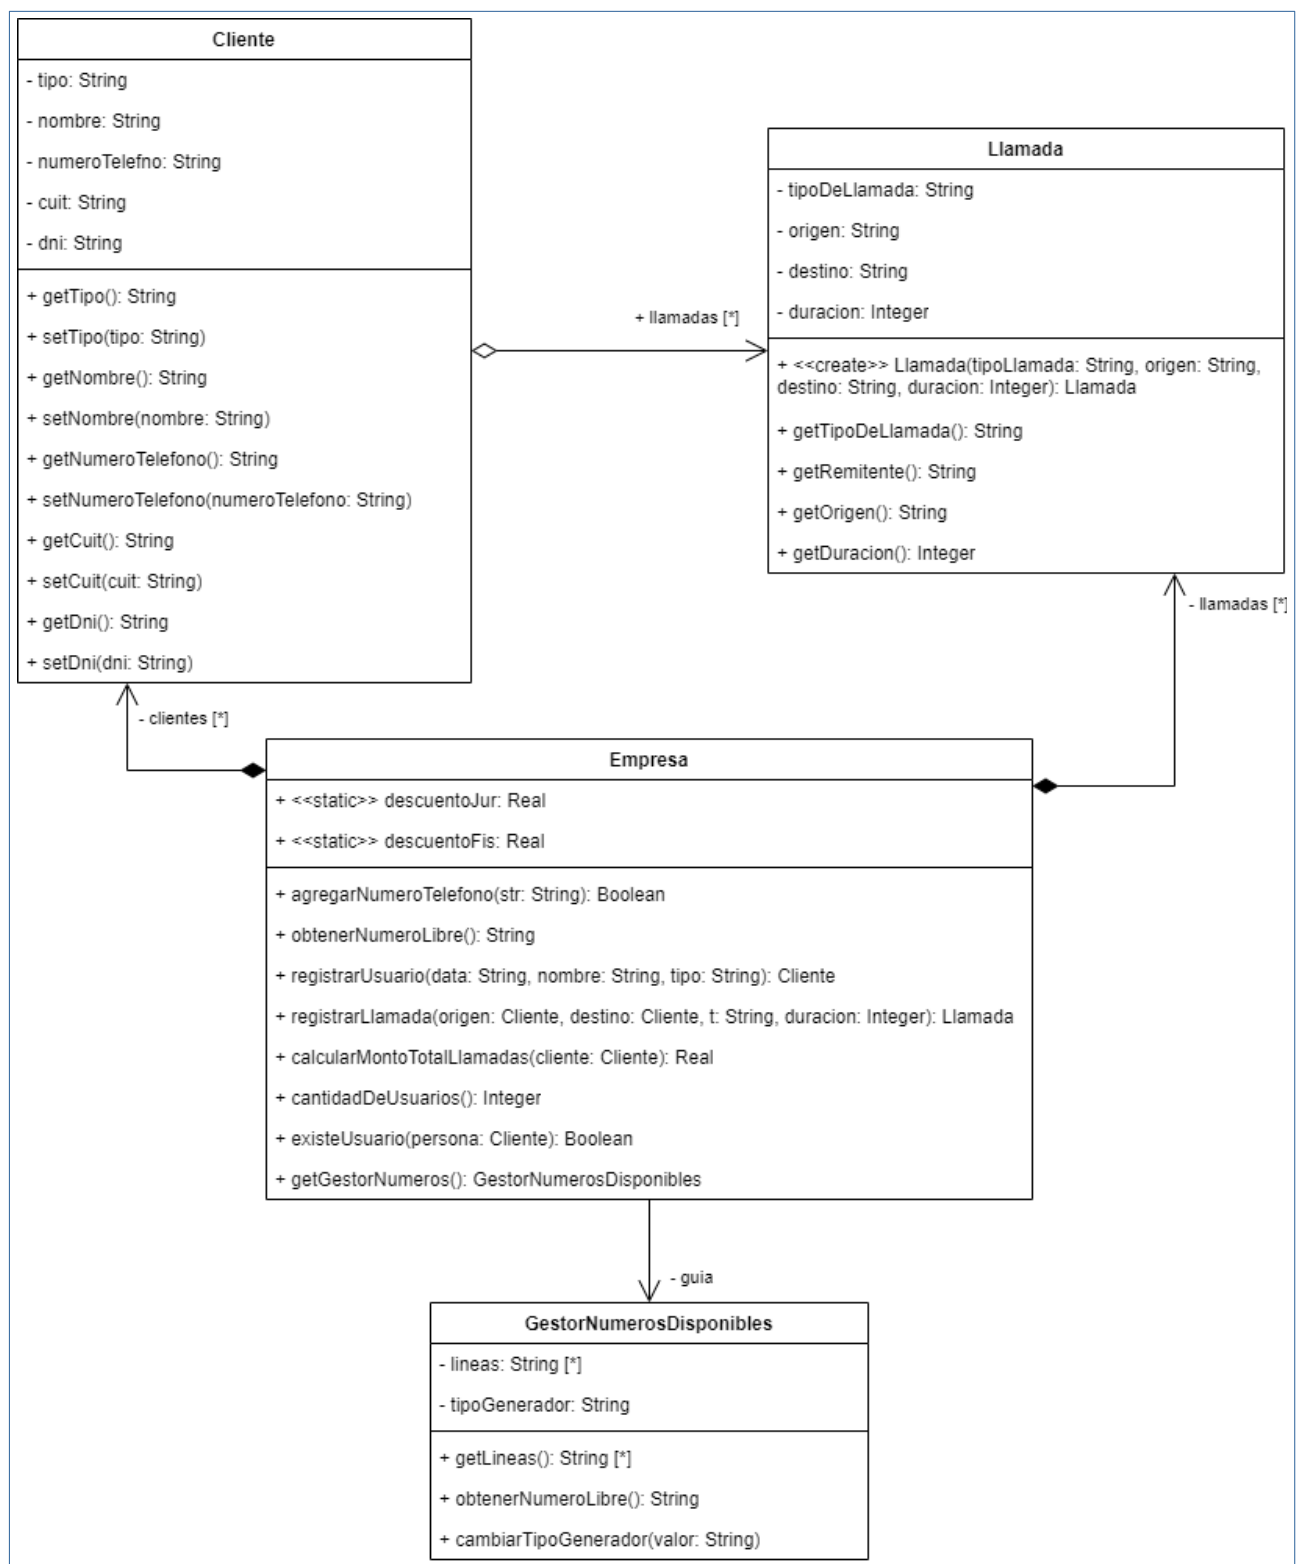 Cliente
- tipo: String
- nombre: String
- numeroTelefno: String
- cuit: String
- dni: String
+ getTipo(): String
+ setTipo(tipo: String)
+ getNombre(): String
+ setNombre(nombre: String)
+ getNumeroTelefono(): String
+ setNumeroTelefono(numeroTelefono: String)
+ getCuit(): String
+ setCuit(cuit: String)
+ getDni(): String
+ setDni(dni: String)
+ llamadas [*]
Llamada
- tipoDeLlamada: String
- origen: String
- destino: String
- duracion: Integer
+ <<create>> Llamada(tipoLlamada: String, origen: String,
destino: String, duracion: Integer): Llamada
+ getTipoDeLlamada(): String
+ getRemitente(): String
+ getOrigen(): String
+ getDuracion(): Integer
- llamadas [*]
- clientes [*]
Empresa
+ <<static>> descuentoJur: Real
+ <<static>> descuentoFis: Real
+ agregarNumeroTelefono(str: String): Boolean
+ obtenerNumeroLibre(): String
+ registrarUsuario(data: String, nombre: String, tipo: String): Cliente
+ registrarLlamada(origen: Cliente, destino: Cliente, t: String, duracion: Integer): Llamada
+ calcularMontoTotalLlamadas(cliente: Cliente): Real
+ cantidadDeUsuarios(): Integer
+ existeUsuario(persona: Cliente): Boolean
+ getGestorNumeros(): GestorNumerosDisponibles
- guia
GestorNumerosDisponibles
- lineas: String [*]
- tipoGenerador: String
+ getLineas(): String [*]
+ obtenerNumeroLibre(): String
+ cambiarTipoGenerador(valor: String)